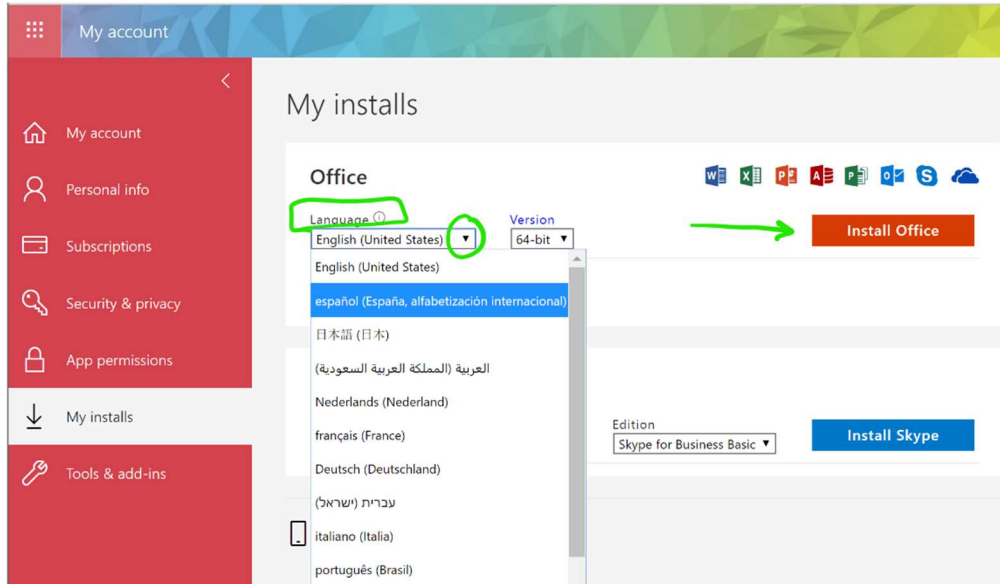 My account
My account
Personal info
Subscriptions
Security & privacy
App permissions
My installs
Tools & add-ins
My installs
Office
Language
English (United States)
Version
64-bit
Install Office
English (United States)
español (España, alfabetización internacional)
日本語 (日本)
العربية (المملكة العربية السعودية)
Nederlands (Nederland)
français (France)
Deutsch (Deutschland)
עברית (ישראל)
italiano (Italia)
português (Brasil)
Edition
Skype for Business Basic
Install Skype